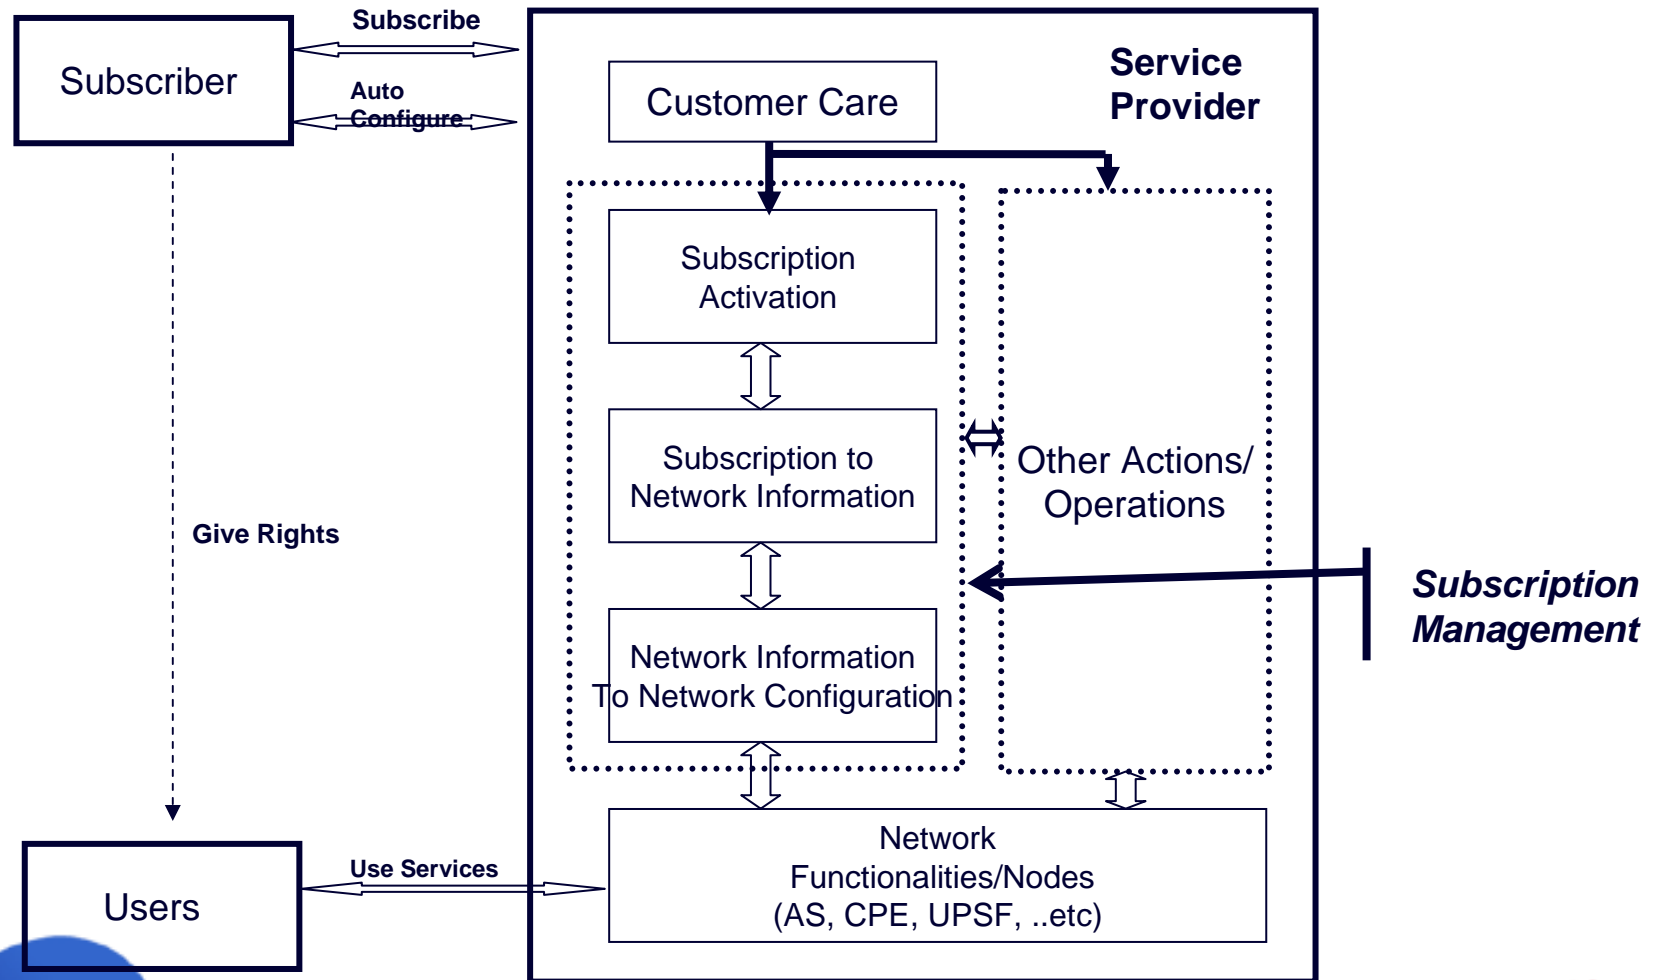 Subscribe
Subscriber
Auto
Configure
Service
Provider
Customer Care
Subscription
Activation
Subscription to
Network Information
Other Actions/
Operations
Give Rights
Subscription
Management
Network Information
To Network Configuration
Network
Functionalities/Nodes
(AS, CPE, UPSF, ..etc)
Use Services
Users